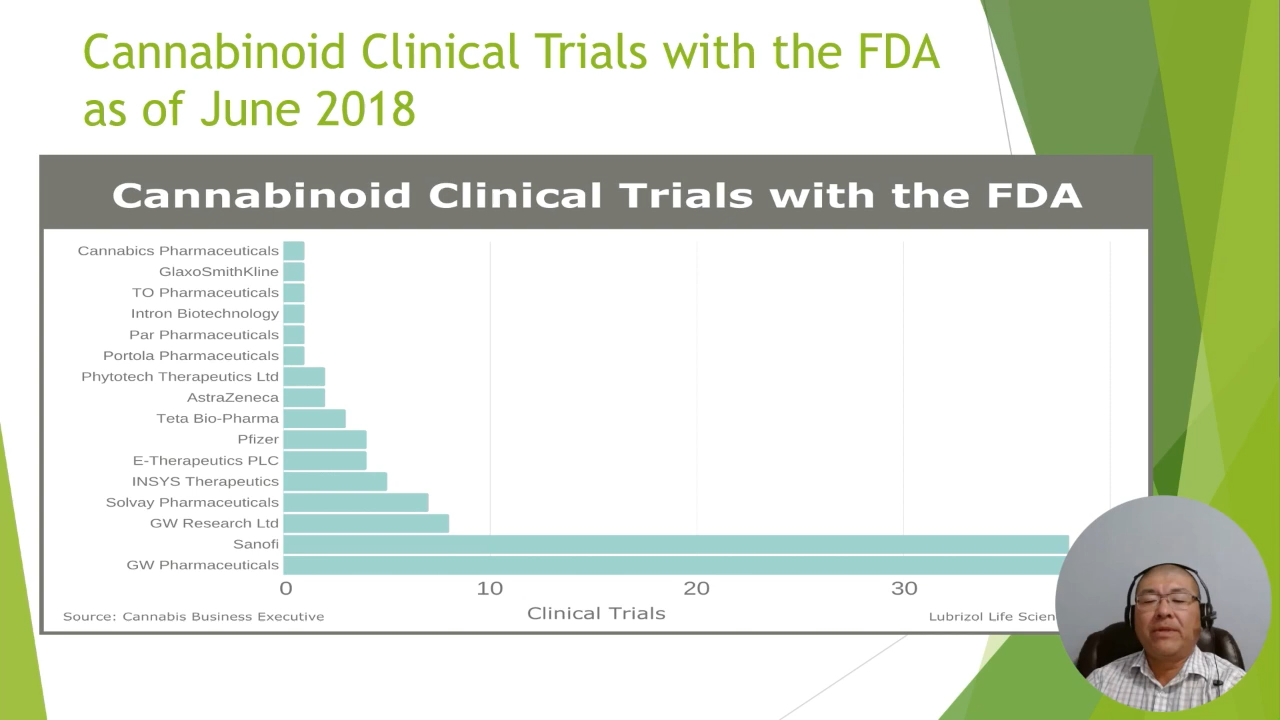 Cannabinoid Clinical Trials with the FDA
as of June 2018
Cannabinoid Clinical Trials with the FDA
Cannabics Pharmaceuticals
GlaxoSmithKline
TO Pharmaceuticals
Intron Biotechnology
Par Pharmaceuticals
Portola Pharmaceuticals
Phytotech Therapeutics Ltd
AstraZeneca
Teta Bio-Pharma
Pfizer
E-Therapeutics PLC
INSYS Therapeutics
Solvay Pharmaceuticals
GW Research Ltd
Sanofi
GW Pharmaceuticals
0 10 20 30
Clinical Trials
Source: Cannabis Business Executive
Lubrizol Life